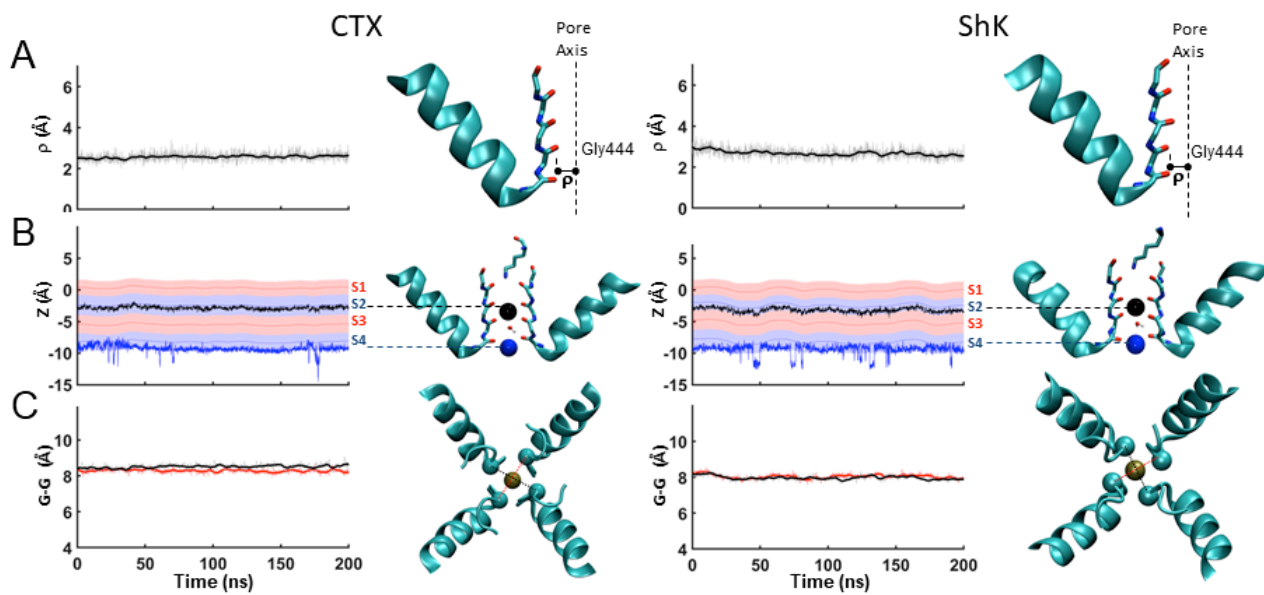 CTX
ShK
A
Pore
Axis
Pore
Axis
6
4
2
0
ρ (Å)
Gly444
ρ
6
4
2
0
ρ (Å)
Gly444
ρ
B
5
0
-5
-10
-15
Z (Å)
S1
S2
S3
S4
5
0
-5
-10
-15
Z (Å)
S1
S2
S3
S4
C
10
8
6
4
G-G (Å)
0 50 100 150 200
Time (ns)
10
8
6
4
G-G (Å)
0 50 100 150 200
Time (ns)